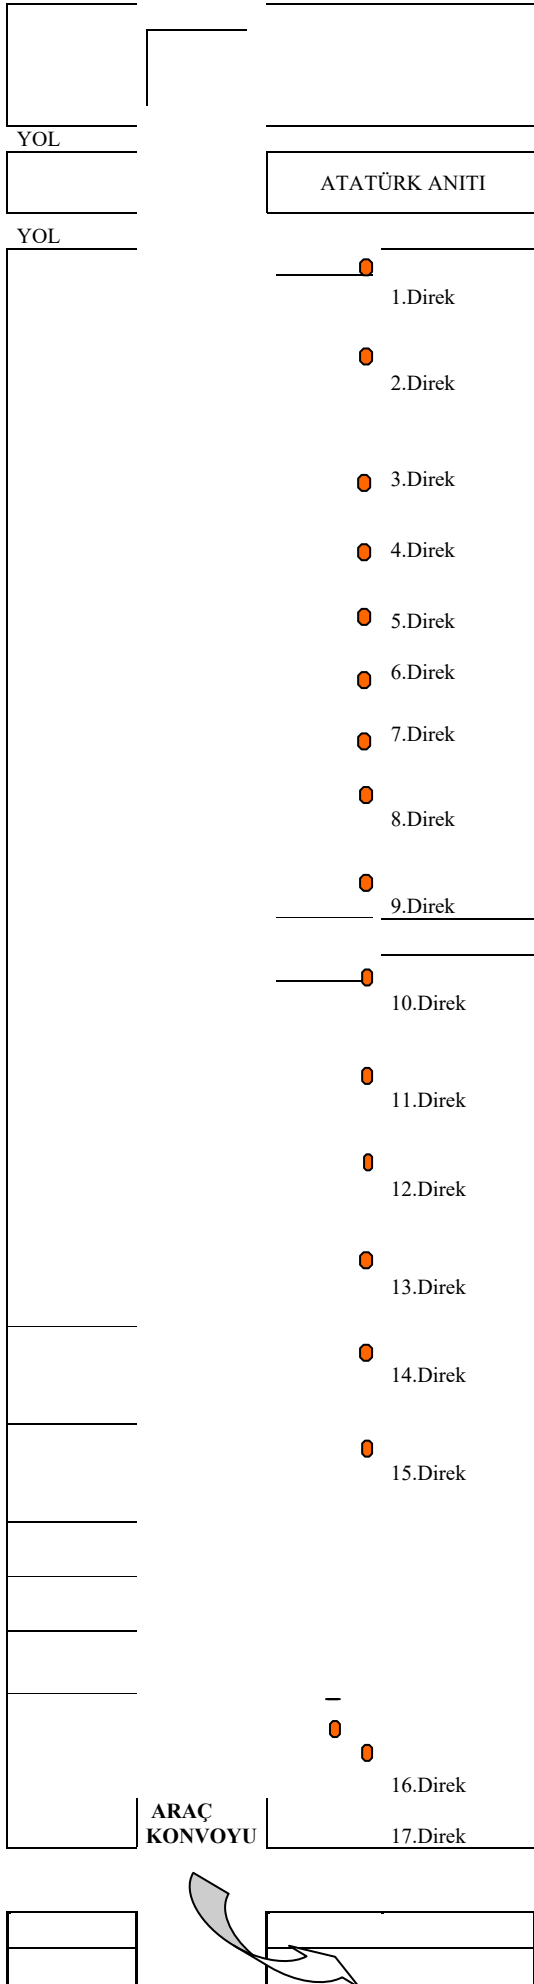 YOL
ATATÜRK ANITI
YOL
1.Direk
2.Direk
3.Direk
4.Direk
5.Direk
6.Direk
7.Direk
8.Direk
9.Direk
10.Direk
11.Direk
12.Direk
13.Direk
14.Direk
15.Direk
16.Direk
ARAÇ
KONVOYU
17.Direk